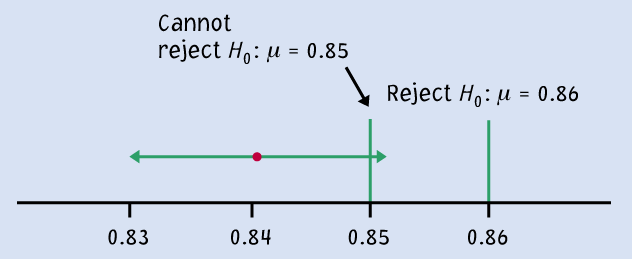 Cannot
reject H₀: μ = 0.85
Reject H₀: μ = 0.86
0.83 0.84 0.85 0.86